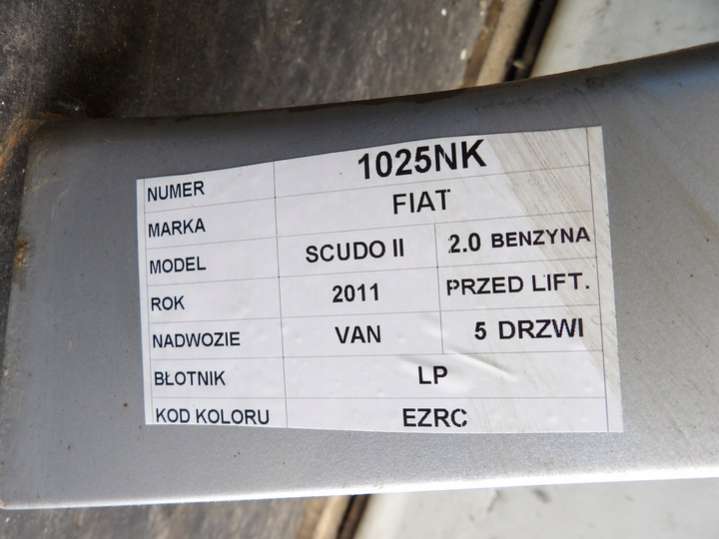 NUMER 1025NK
MARKA FIAT
MODEL SCUDO II 2.0 BENZYNA
ROK 2011 PRZED LIFT.
NADWOZIE VAN 5 DRZWI
BŁOTNIK LP
KOD KOLORU EZRC